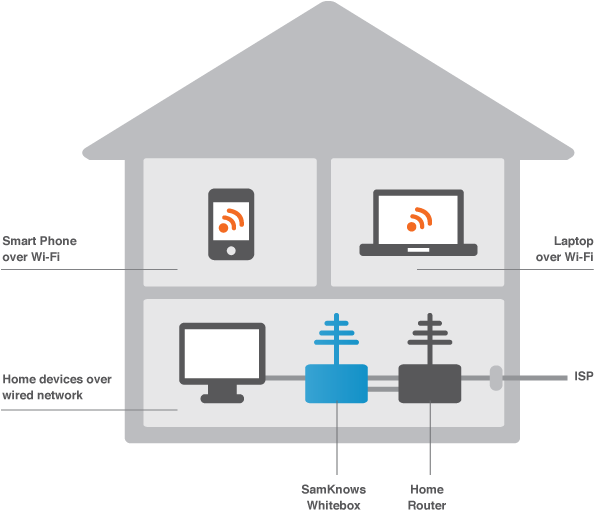 Smart Phone
over Wi-Fi
Laptop
over Wi-Fi
Home devices over
wired network
ISP
SamKnows
Whitebox
Home
Router